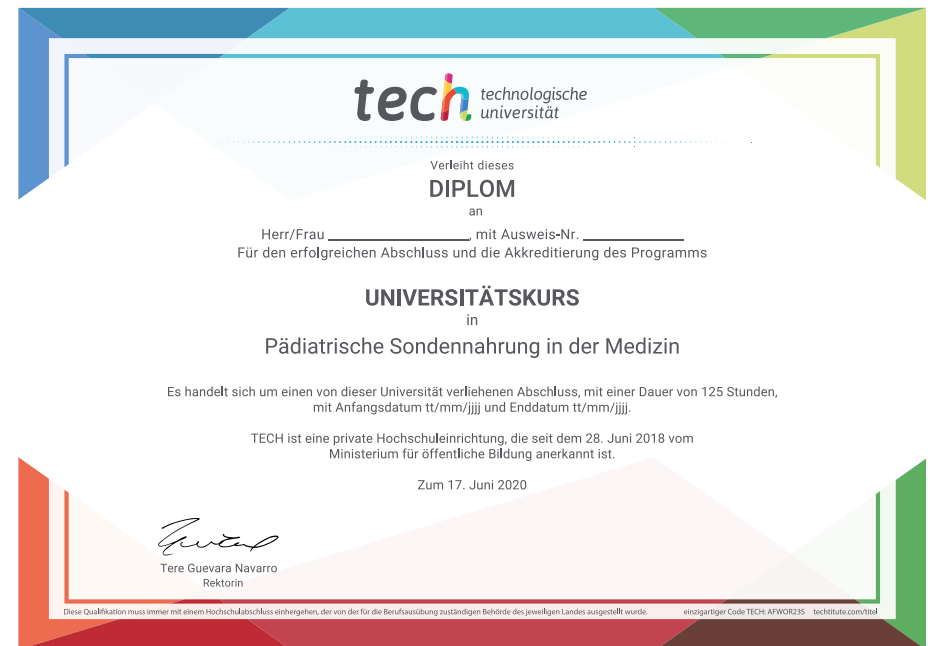 tech technologische
universität
Verleiht dieses
DIPLOM
an
Herr/Frau ____________________, mit Ausweis-Nr. ______________
Für den erfolgreichen Abschluss und die Akkreditierung des Programms
UNIVERSITÄTSKURS
in
Pädiatrische Sondennahrung in der Medizin
Es handelt sich um einen von dieser Universität verliehenen Abschluss, mit einer Dauer von 125 Stunden,
mit Anfangsdatum tt/mm/jjjj und Enddatum tt/mm/jjjj.
TECH ist eine private Hochschuleinrichtung, die seit dem 28. Juni 2018 vom
Ministerium für öffentliche Bildung anerkannt ist.
Zum 17. Juni 2020
Tere Guevara Navarro
Rektorin
Diese Qualifikation muss immer mit einem Hochschulabschluss einhergehen, der von der für die Berufsausübung zuständigen Behörde des jeweiligen Landes ausgestellt wurde. einzigartiger Code TECH: AFWOR23S techtitute.com/titel